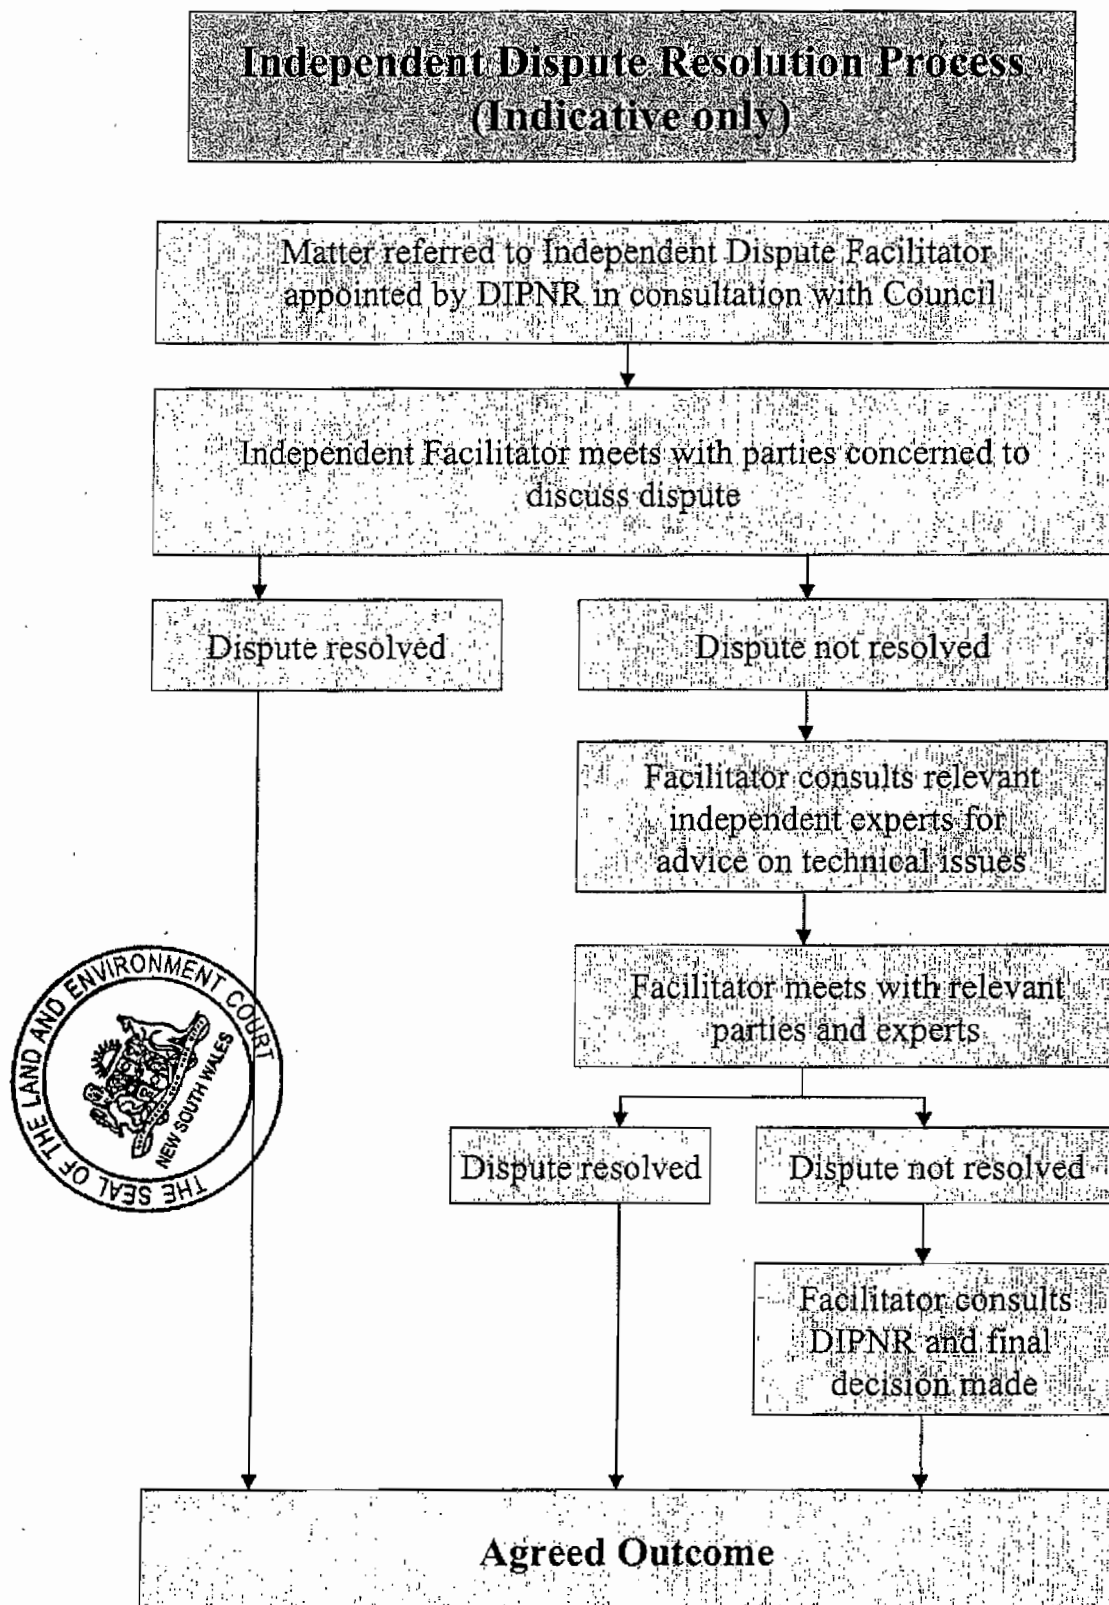 Independent Dispute Resolution Process
(Indicative only)
Matter referred to Independent Dispute Facilitator
appointed by DIPNR in consultation with Council
Independent Facilitator meets with parties concerned to
discuss dispute
Dispute resolved
Dispute not resolved
Facilitator consults relevant
independent experts for
advice on technical issues
Facilitator meets with relevant
parties and experts
THE SEAL OF THE LAND AND ENVIRONMENT COURT
NEW SOUTH WALES
Dispute resolved
Dispute not resolved
Facilitator consults
DIPNR and final
decision made
Agreed Outcome